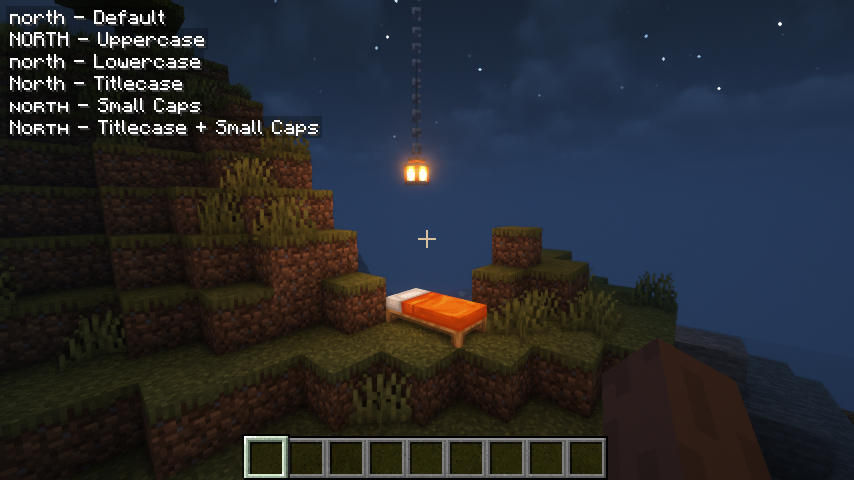 north – Default
NORTH – Uppercase
north – Lowercase
North – Titlecase
ɴᴏʀᴛʜ – Small Caps
Nᴏʀᴛʜ – Titlecase + Small Caps